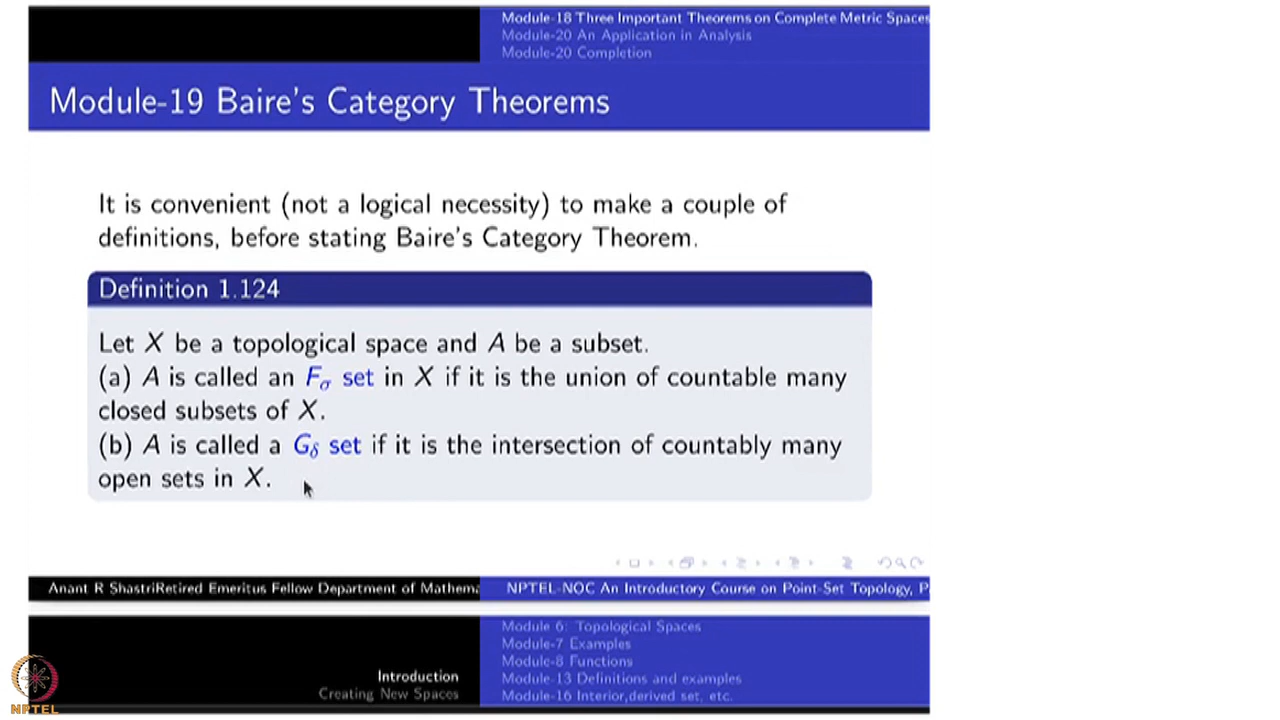 Module-18 Three Important Theorems on Complete Metric Spaces
Module-20 An Application in Analysis
Module-20 Completion
Module-19 Baire's Category Theorems
It is convenient (not a logical necessity) to make a couple of
definitions, before stating Baire's Category Theorem.
Definition 1.124
Let X be a topological space and A be a subset.
(a) A is called an Fσ set in X if it is the union of countable many
closed subsets of X.
(b) A is called a Gδ set if it is the intersection of countably many
open sets in X.
Anant R ShastriRetired Emeritus Fellow Department of Mathema
NPTEL-NOC An Introductory Course on Point-Set Topology, P
Module 6: Topological Spaces
Module-7 Examples
Module-8 Functions
Introduction
Module-13 Definitions and examples
Creating New Spaces
Module-16 Interior,derived set, etc.
NPTEL